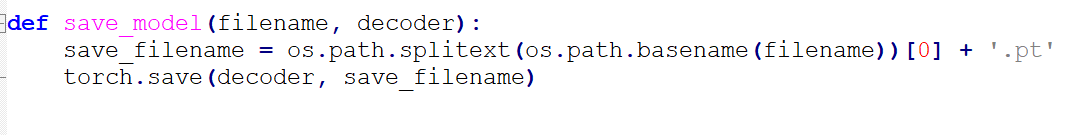 def save_model(filename, decoder):
    save_filename = os.path.splitext(os.path.basename(filename))[0] + '.pt'
    torch.save(decoder, save_filename)